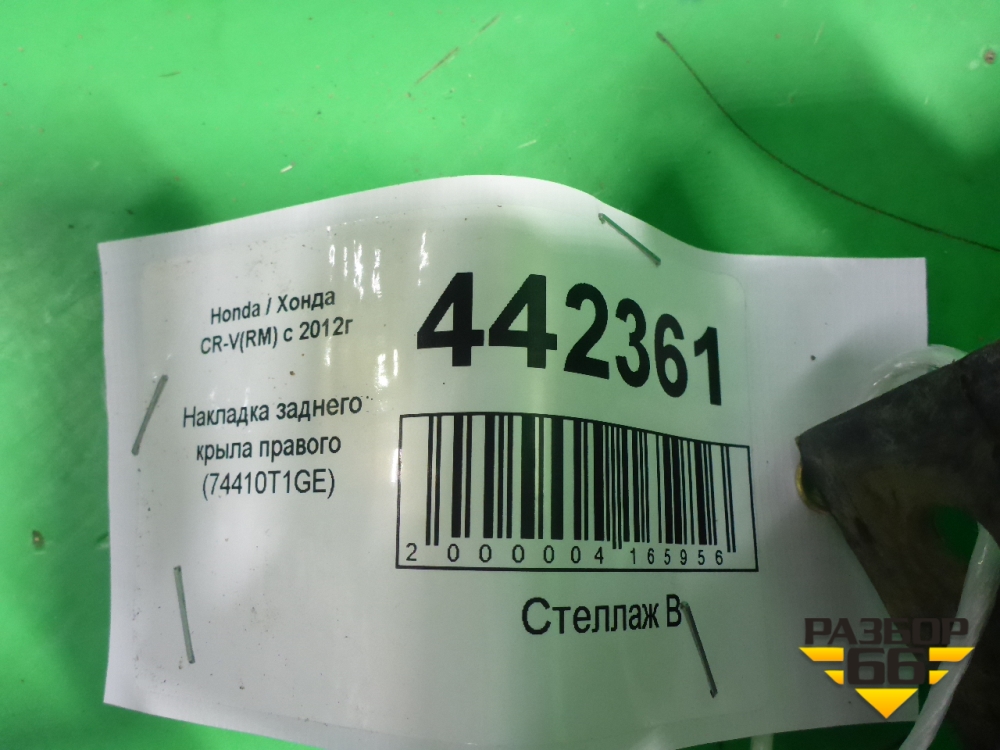 Honda / Хонда
CR-V(RM) с 2012г
Накладка заднего
крыла правого
(74410T1GE)
442361
2 000004 165956
Стеллаж В
РАЗБОР
66